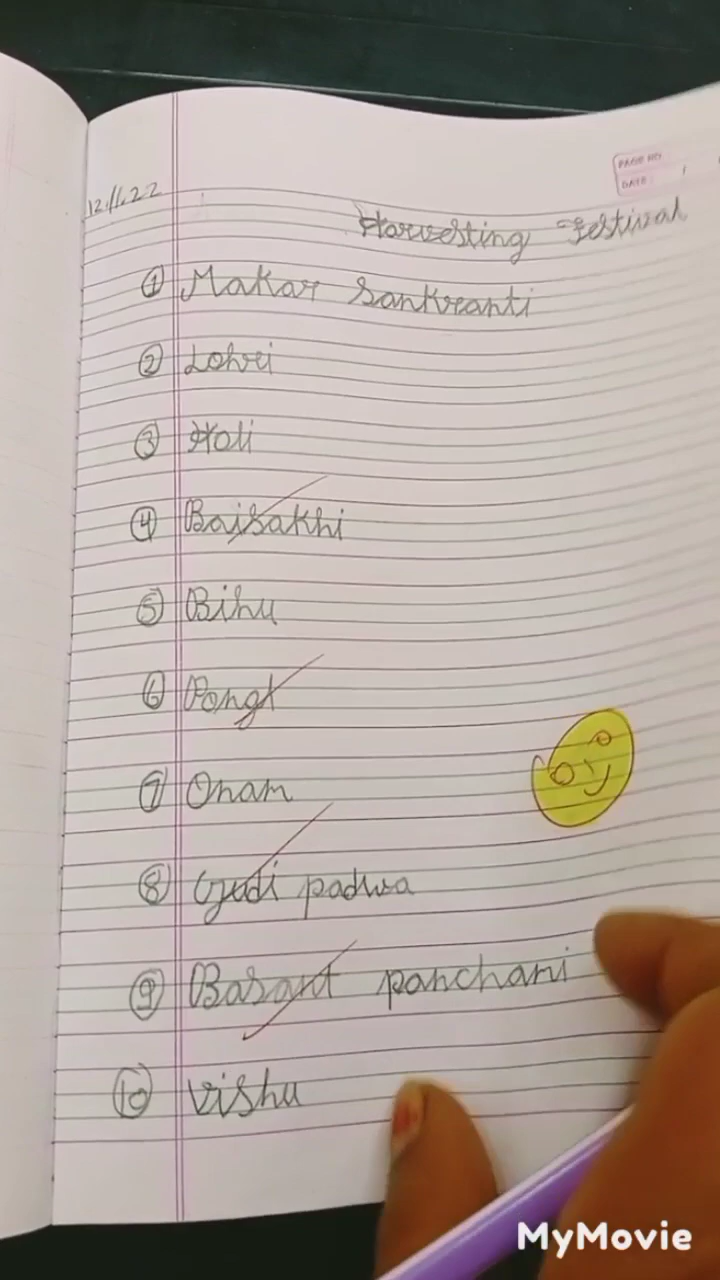 PAGE NO
DATE
12.11.22
Harvesting Festival
① Makar Sankranti
② Lohri
③ Holi
④ Baisakhi
⑤ Bihu
⑥ Pongl
⑦ Onam
⑧ Gudi padwa
⑨ Basant panchami
⑩ Vishu
MyMovie